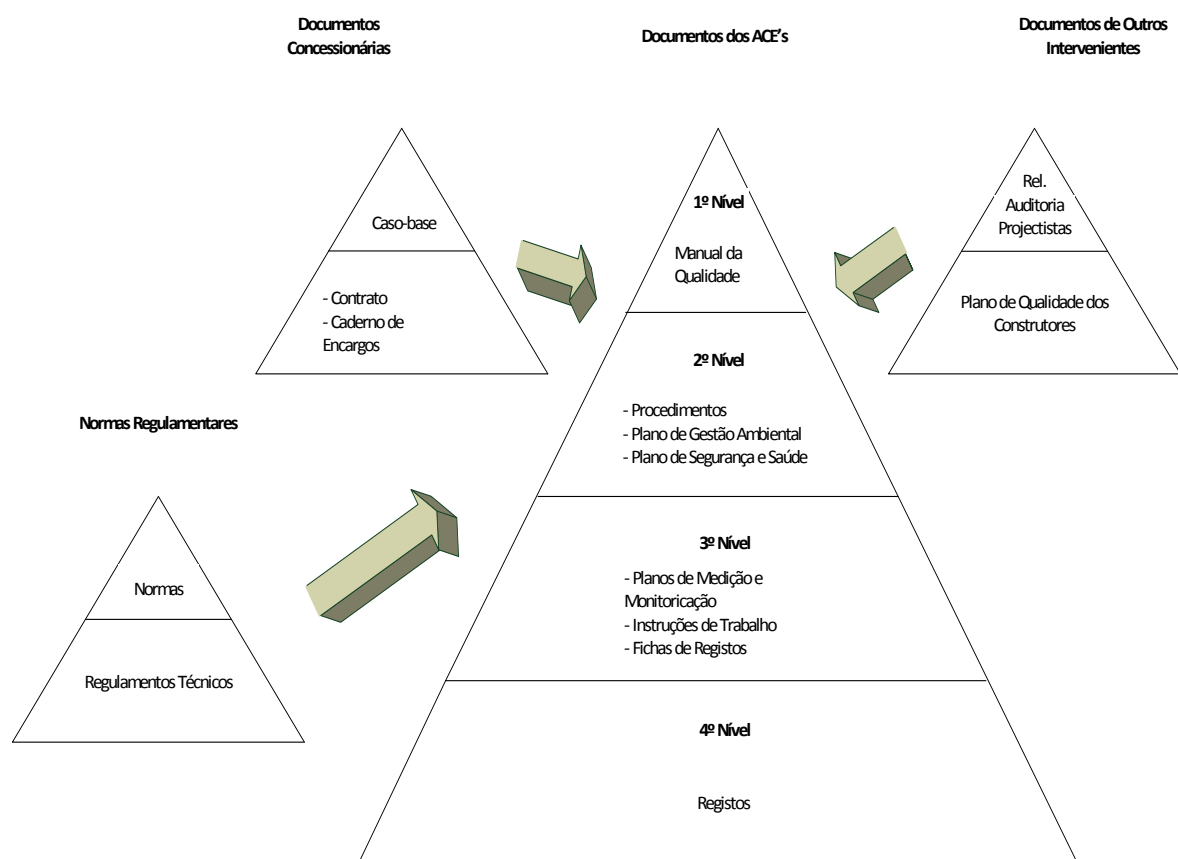 Documentos
Concessionárias
Documentos dos ACE's
Documentos de Outros
Intervenientes
Caso-base
- Contrato
- Caderno de
Encargos
1º Nível
Manual da
Qualidade
Rel.
Auditoria
Projectistas
Plano de Qualidade dos
Construtores
2º Nível
- Procedimentos
- Plano de Gestão Ambiental
- Plano de Segurança e Saúde
Normas Regulamentares
Normas
Regulamentos Técnicos
3º Nível
- Planos de Medição e
Monitoricação
- Instruções de Trabalho
- Fichas de Registos
4º Nível
Registos